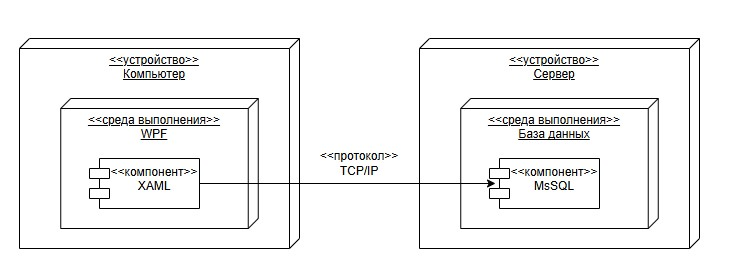 <<устройство>>
Компьютер
<<среда выполнения>>
WPF
<<компонент>>
XAML
<<протокол>>
TCP/IP
<<устройство>>
Сервер
<<среда выполнения>>
База данных
<<компонент>>
MsSQL